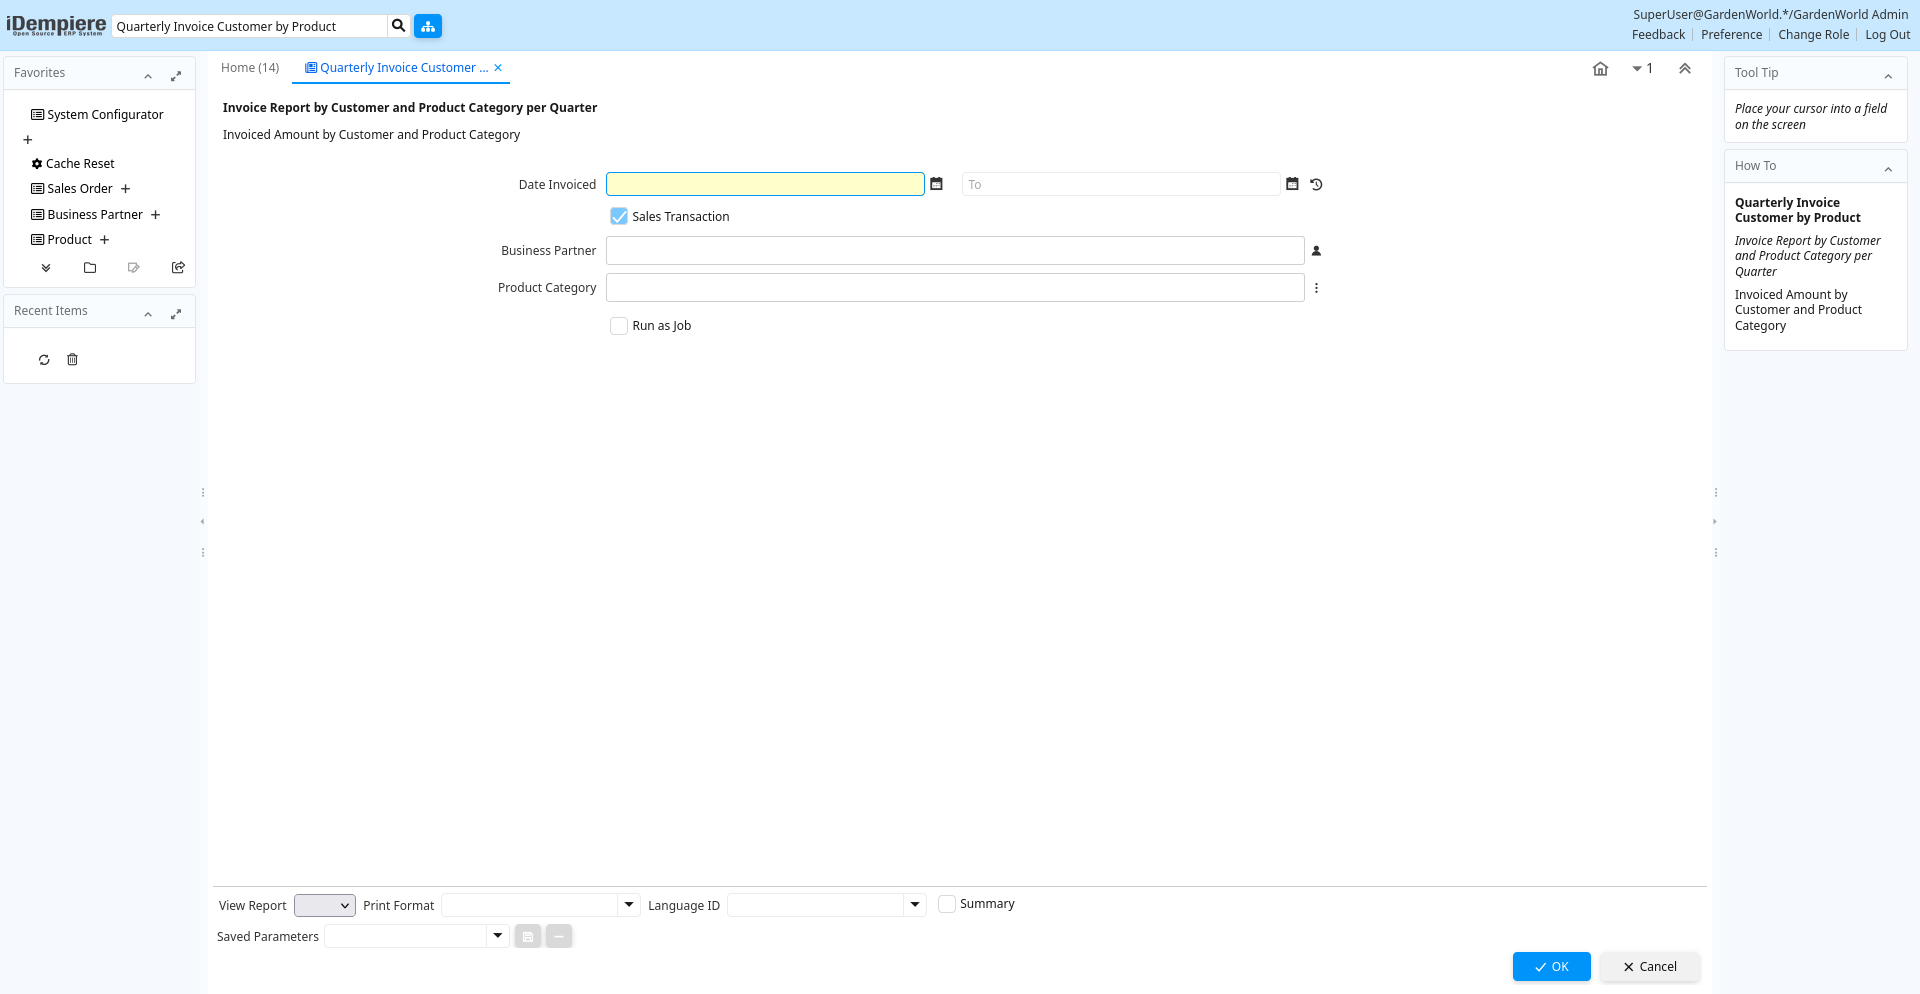 iDempiere
Open Source ERP System
Quarterly Invoice Customer by Product
SuperUser@GardenWorld.*/GardenWorld Admin
Feedback
Preference
Change Role
Log Out
Favorites
System Configurator
Cache Reset
Sales Order
Business Partner
Product
Recent Items
Home (14)
Quarterly Invoice Customer ...
1
Invoice Report by Customer and Product Category per Quarter
Invoiced Amount by Customer and Product Category
Date Invoiced
To
Sales Transaction
Business Partner
Product Category
Run as Job
View Report
Print Format
Language ID
Summary
Saved Parameters
OK
Cancel
Tool Tip
Place your cursor into a field
on the screen
How To
Quarterly Invoice
Customer by Product
Invoice Report by Customer
and Product Category per
Quarter
Invoiced Amount by
Customer and Product
Category